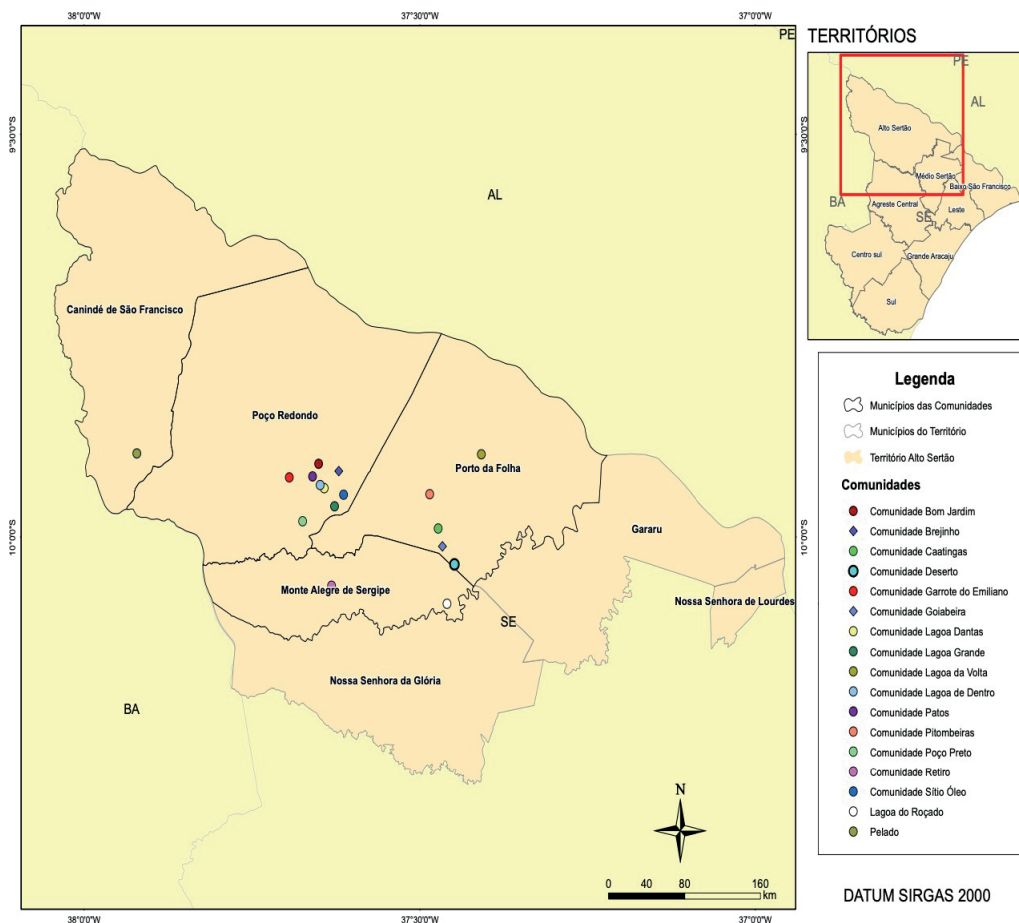 38°0'0"W
37°30'0"W
37°0'0"W
PE
TERRITÓRIOS
PE
AL
Alto Sertão
Médio Sertão
Baixo São Francisco
BA
Agreste Central
SE
Leste
Centro sul
Grande Aracaju
Sul
9°30'0"S
9°30'0"S
AL
Canindé de São Francisco
Poço Redondo
Porto da Folha
Gararu
10°0'0"S
10°0'0"S
Monte Alegre de Sergipe
Nossa Senhora de Lourdes
SE
Nossa Senhora da Glória
BA
Legenda
Municípios das Comunidades
Municípios do Território
Território Alto Sertão
Comunidades
Comunidade Bom Jardim
Comunidade Brejinho
Comunidade Caatingas
Comunidade Deserto
Comunidade Garrote do Emiliano
Comunidade Goiabeira
Comunidade Lagoa Dantas
Comunidade Lagoa Grande
Comunidade Lagoa da Volta
Comunidade Lagoa de Dentro
Comunidade Patos
Comunidade Pitombeiras
Comunidade Poço Preto
Comunidade Retiro
Comunidade Sítio Óleo
Lagoa do Roçado
Pelado
N
0 40 80 160
km
DATUM SIRGAS 2000
38°0'0"W
37°30'0"W
37°0'0"W